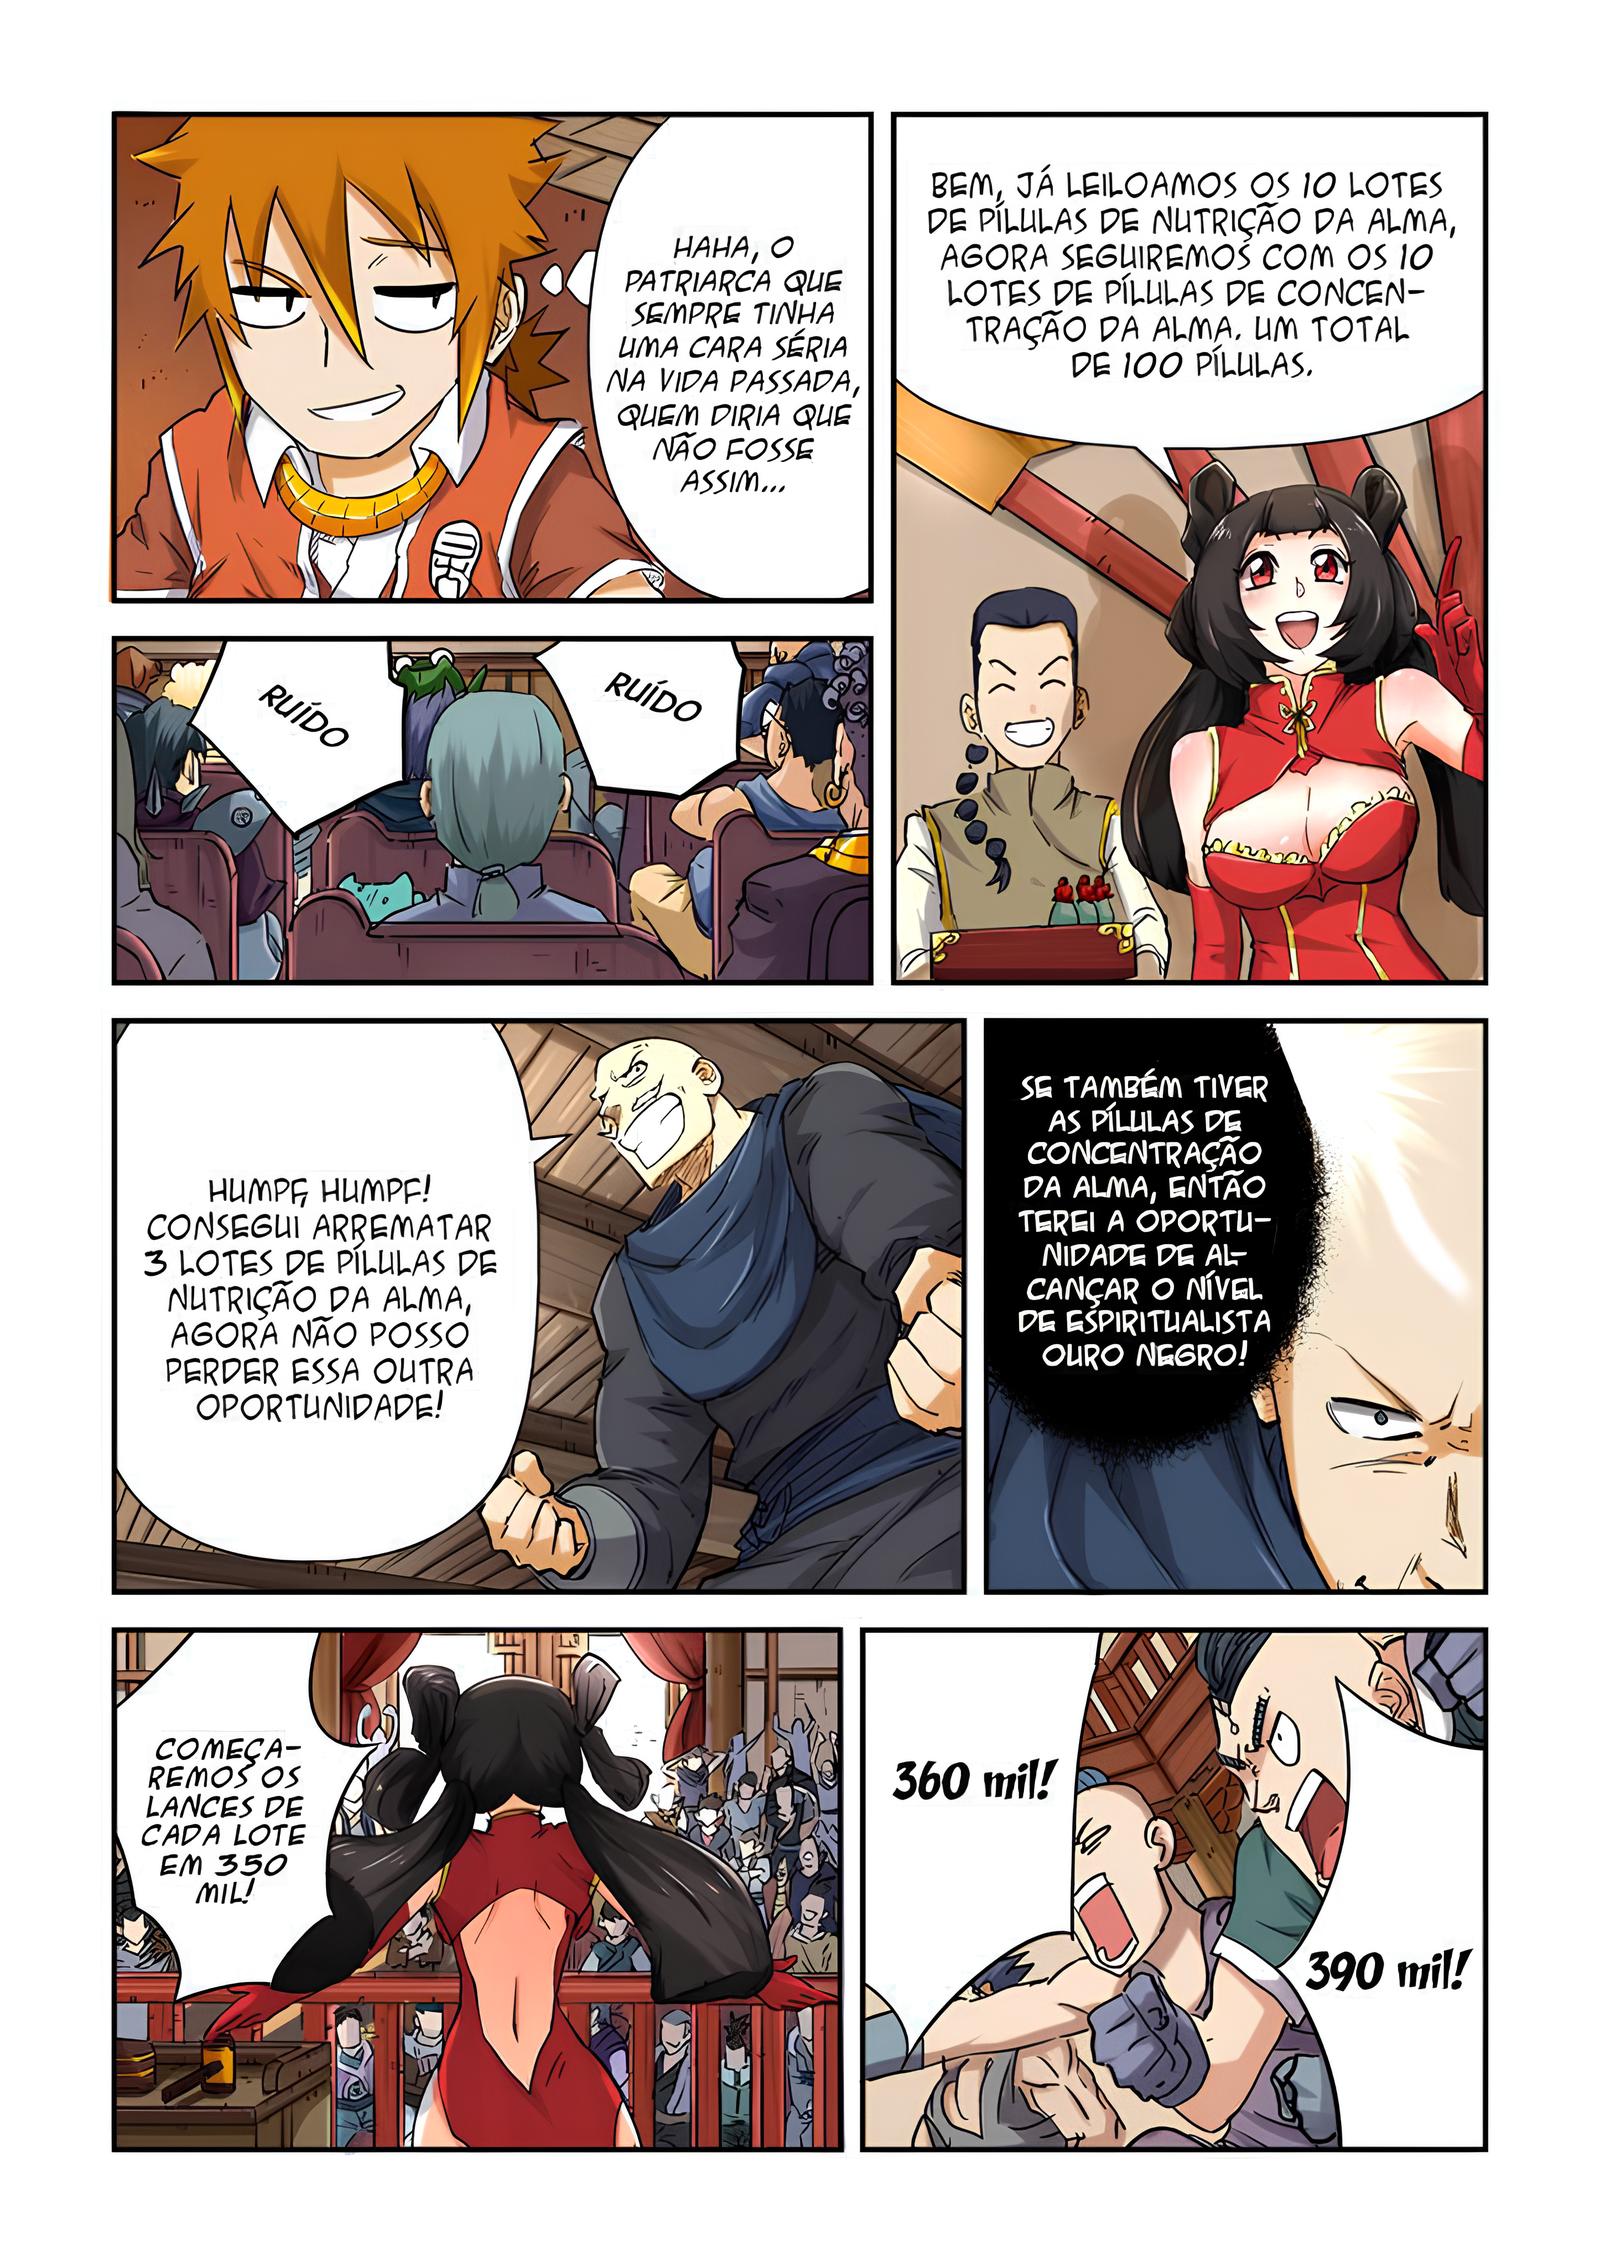 HAHA, O
PATRIARCA QUE
SEMPRE TINHA
UMA CARA SÉRIA
NA VIDA PASSADA,
QUEM DIRIA QUE
NÃO FOSSE
ASSIM...
BEM, JÁ LEILOAMOS OS 10 LOTES
DE PÍLULAS DE NUTRIÇÃO DA ALMA,
AGORA SEGUIREMOS COM OS 10
LOTES DE PÍLULAS DE CONCEN-
TRAÇÃO DA ALMA. UM TOTAL
DE 100 PÍLULAS.
RUÍDO
RUÍDO
HUMPF, HUMPF!
CONSEGUI ARREMATAR
3 LOTES DE PÍLULAS DE
NUTRIÇÃO DA ALMA,
AGORA NÃO POSSO
PERDER ESSA OUTRA
OPORTUNIDADE!
SE TAMBÉM TIVER
AS PÍLULAS DE
CONCENTRAÇÃO
DA ALMA, ENTÃO
TEREI A OPORTU-
NIDADE DE AL-
CANÇAR O NÍVEL
DE ESPIRITUALISTA
OURO NEGRO!
COMEÇA-
REMOS OS
LANCES DE
CADA LOTE
EM 350
MIL!
360 mil!
390 mil!